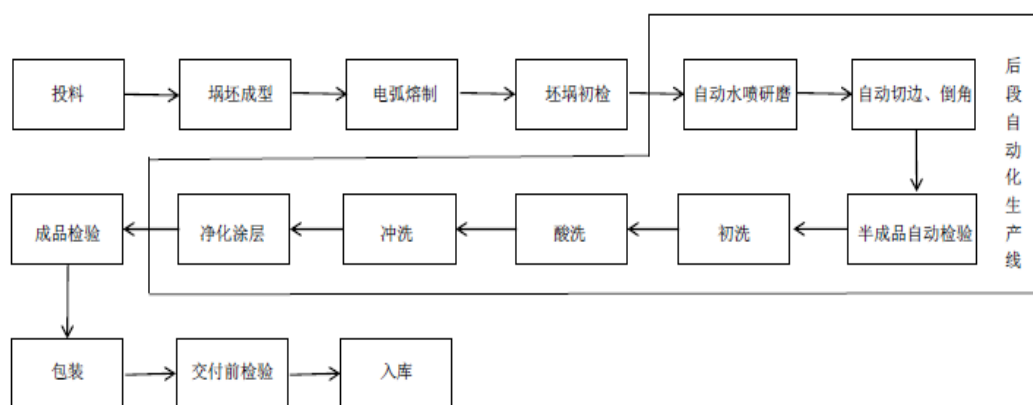 投料
埚坯成型
电弧熔制
坯埚初检
自动水喷研磨
自动切边、倒角
后段自动化生产线
成品检验
净化涂层
冲洗
酸洗
初洗
半成品自动检验
包装
交付前检验
入库